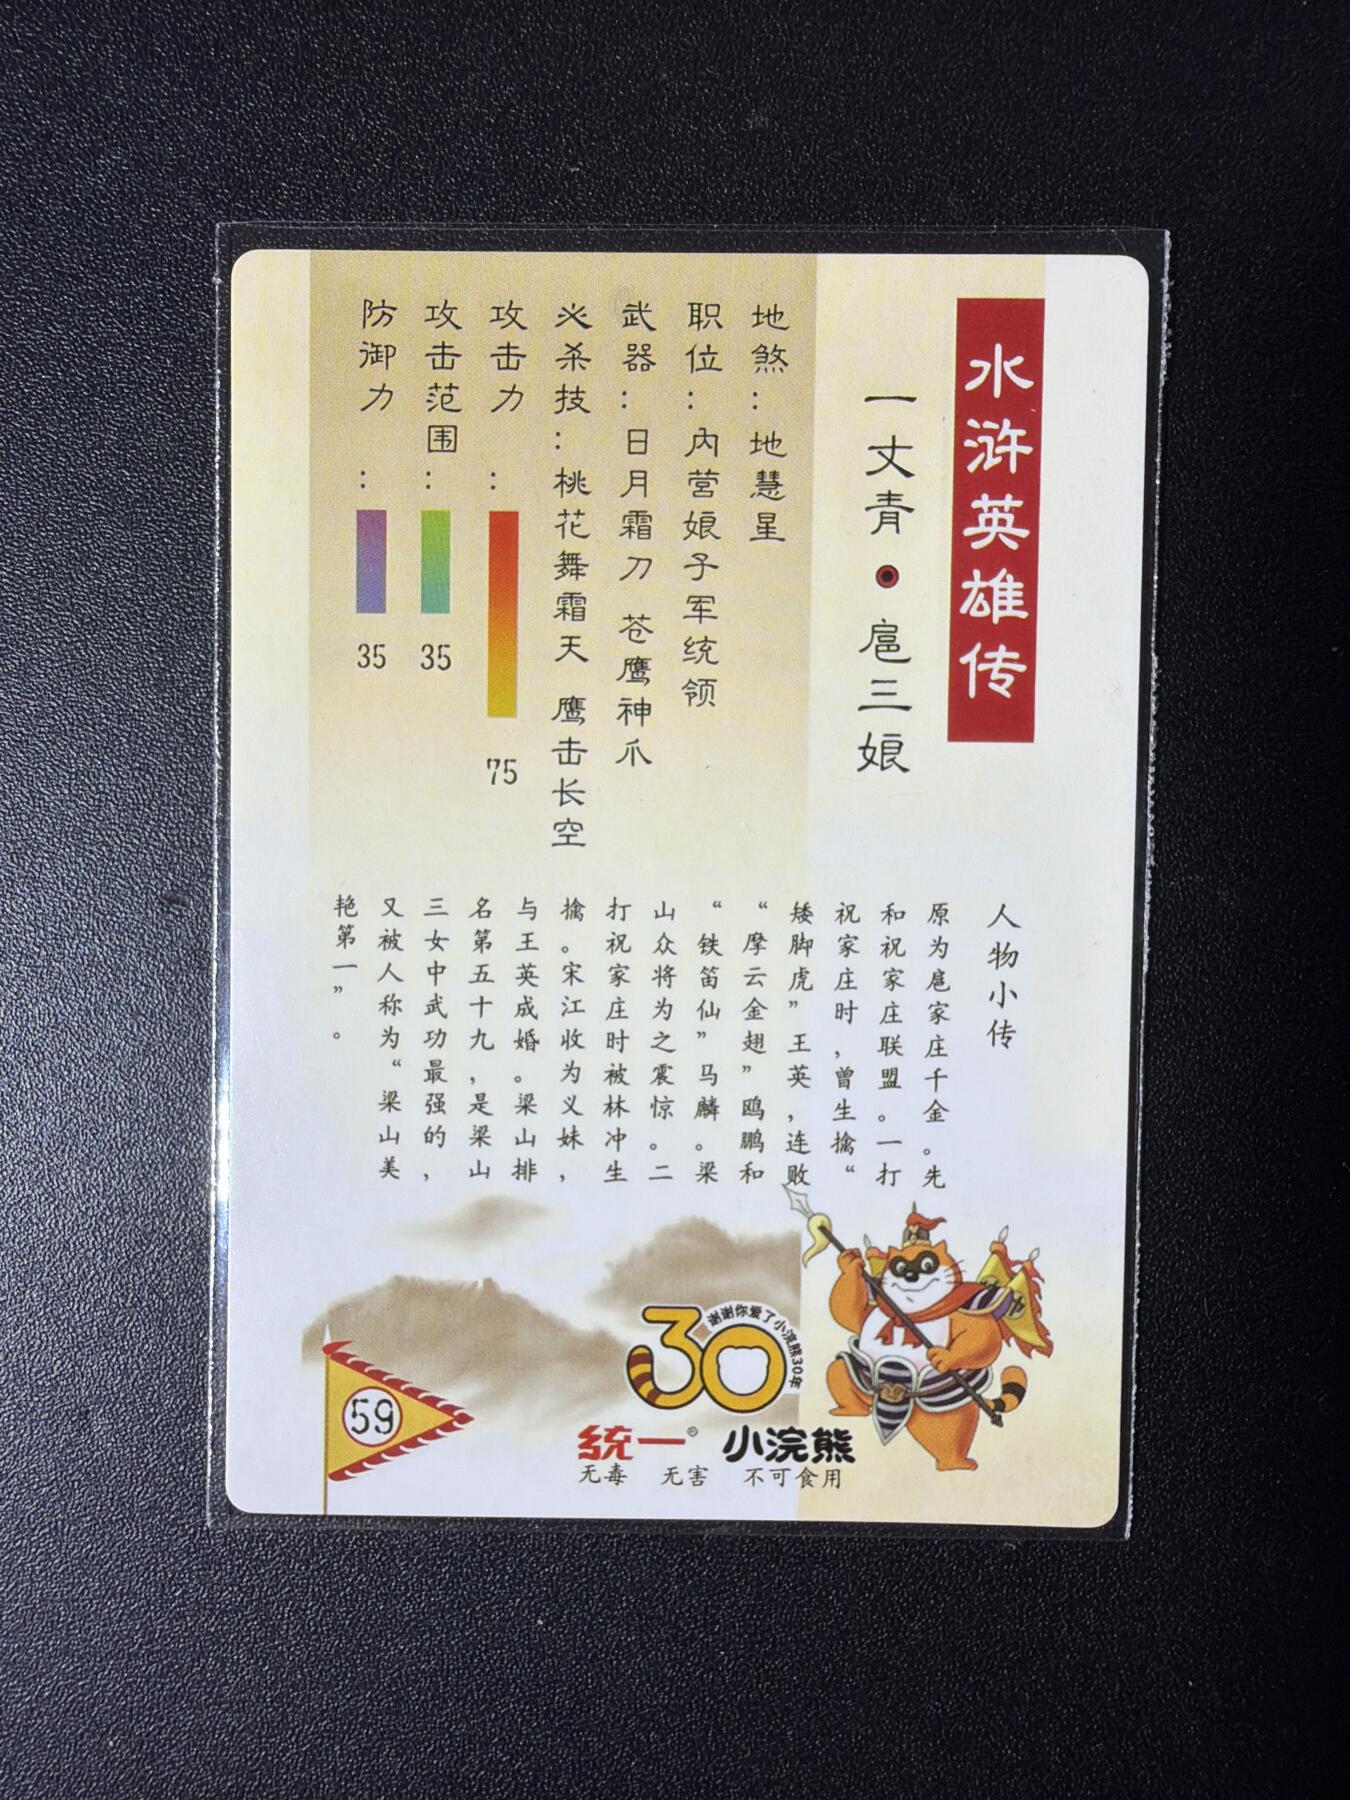 水浒英雄传
一丈青·扈三娘
地煞：地慧星
职位：内营娘子军统领
武器：日月霜刀 苍鹰神爪
必杀技：桃花舞霜天 鹰击长空
攻击力：75
攻击范围：35
防御力：35
人物小传
原为扈家庄千金。先
和祝家庄联盟。一打
祝家庄时，曾生擒“
矮脚虎”王英，连败
“摩云金翅”鸥鹏和
“铁笛仙”马麟。梁
山众将为之震惊。二
打祝家庄时被林冲生
擒。宋江收为义妹，
与王英成婚。梁山排
名第五十九，是梁山
三女中武功最强的，
又被人称为“梁山美
艳第一”。
59
30
谢谢你爱了小浣熊30年
统一® 小浣熊
无毒 无害 不可食用